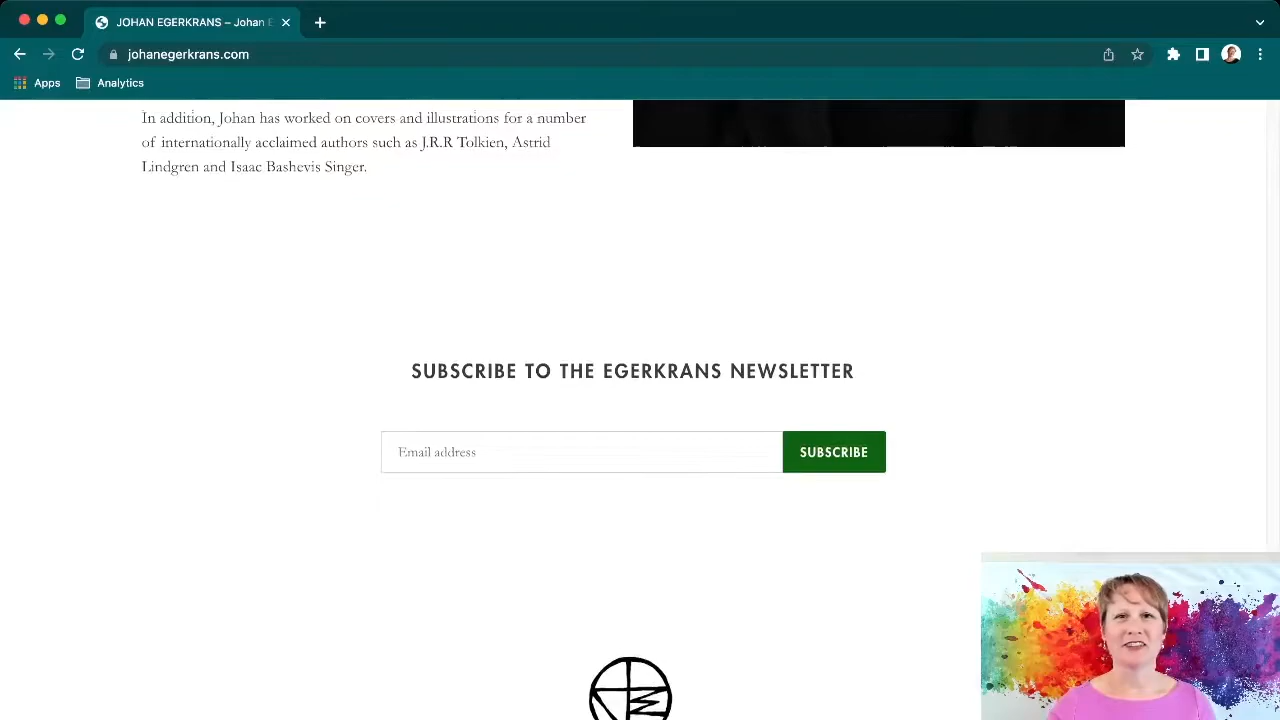 JOHAN EGERKRANS – Johan E
johanegerkrans.com
Apps
Analytics
In addition, Johan has worked on covers and illustrations for a number
of internationally acclaimed authors such as J.R.R Tolkien, Astrid
Lindgren and Isaac Bashevis Singer.
SUBSCRIBE TO THE EGERKRANS NEWSLETTER
Email address
SUBSCRIBE